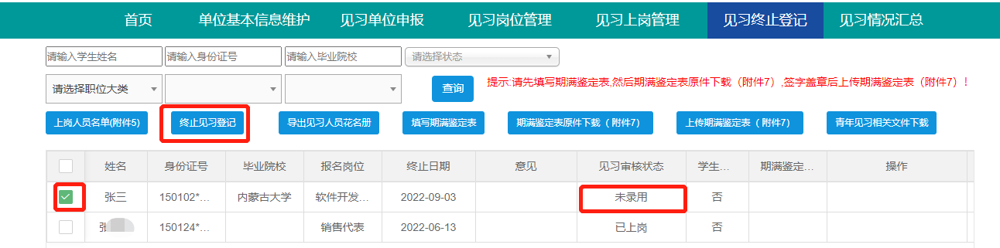 首页 单位基本信息维护 见习单位申报 见习岗位管理 见习上岗管理 见习终止登记 见习情况汇总
请输入学生姓名 请输入身份证号 请输入毕业院校 请选择状态
请选择职位大类 查询 提示:请先填写期满鉴定表,然后期满鉴定表原件下载（附件7）,签字盖章后上传期满鉴定表（附件7）！
上岗人员名单(附件5) 终止见习登记 导出见习人员花名册 填写期满鉴定表 期满鉴定表原件下载（附件7） 上传期满鉴定表（附件7） 青年见习相关文件下载
姓名 身份证号 毕业院校 报名岗位 终止日期 意见 见习审核状态 学生... 期满鉴定... 操作
张三 150102*... 内蒙古大学 软件开发... 2022-09-03 未录用 否
150124*... 销售代表 2022-06-13 已上岗 否